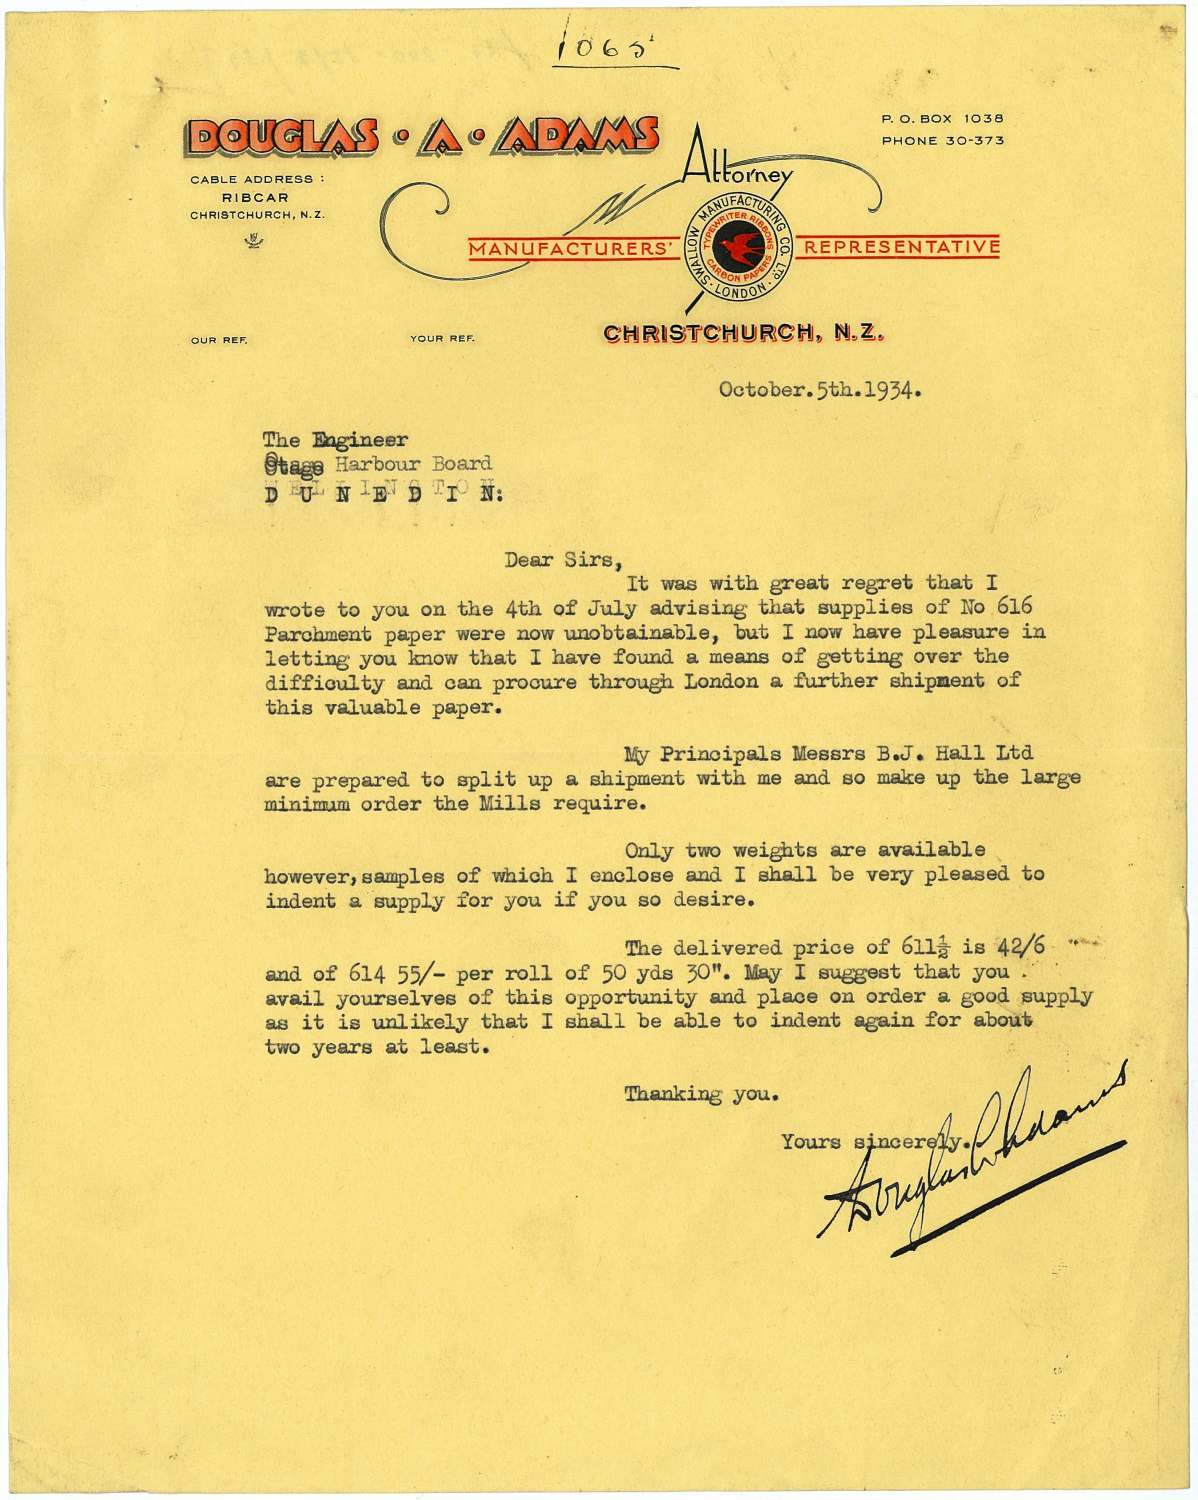 1065
DOUGLAS · A · ADAMS
P. O. BOX 1038
PHONE 30-373
CABLE ADDRESS :
RIBCAR
CHRISTCHURCH, N.Z.
Attorney
MANUFACTURERS' REPRESENTATIVE
SWALLOW MANUFACTURING CO. LTD. · LONDON ·
TYPEWRITER RIBBONS
CARBON PAPERS
CHRISTCHURCH, N.Z.
OUR REF. YOUR REF.
October.5th.1934.
The Engineer
Otago Harbour Board
D U N E D I N:
Dear Sirs,
It was with great regret that I
wrote to you on the 4th of July advising that supplies of No 616
Parchment paper were now unobtainable, but I now have pleasure in
letting you know that I have found a means of getting over the
difficulty and can procure through London a further shipment of
this valuable paper.
My Principals Messrs B.J. Hall Ltd
are prepared to split up a shipment with me and so make up the large
minimum order the Mills require.
Only two weights are available
however, samples of which I enclose and I shall be very pleased to
indent a supply for you if you so desire.
The delivered price of 611½ is 42/6
and of 614 55/- per roll of 50 yds 30". May I suggest that you
avail yourselves of this opportunity and place on order a good supply
as it is unlikely that I shall be able to indent again for about
two years at least.
Thanking you.
Yours sincerely.
Douglas A Adams